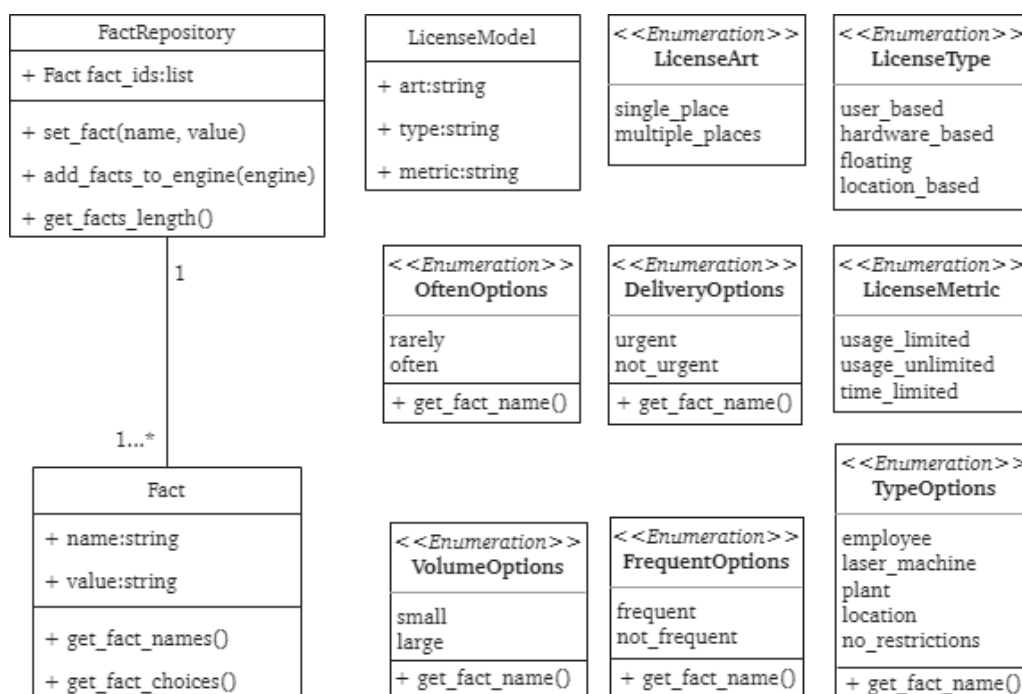 FactRepository
+ Fact fact_ids:list
+ set_fact(name, value)
+ add_facts_to_engine(engine)
+ get_facts_length()
1
1...*
Fact
+ name:string
+ value:string
+ get_fact_names()
+ get_fact_choices()
LicenseModel
+ art:string
+ type:string
+ metric:string
<<Enumeration>>
LicenseArt
single_place
multiple_places
<<Enumeration>>
LicenseType
user_based
hardware_based
floating
location_based
<<Enumeration>>
OftenOptions
rarely
often
+ get_fact_name()
<<Enumeration>>
DeliveryOptions
urgent
not_urgent
+ get_fact_name()
<<Enumeration>>
LicenseMetric
usage_limited
usage_unlimited
time_limited
<<Enumeration>>
VolumeOptions
small
large
+ get_fact_name()
<<Enumeration>>
FrequentOptions
frequent
not_frequent
+ get_fact_name()
<<Enumeration>>
TypeOptions
employee
laser_machine
plant
location
no_restrictions
+ get_fact_name()